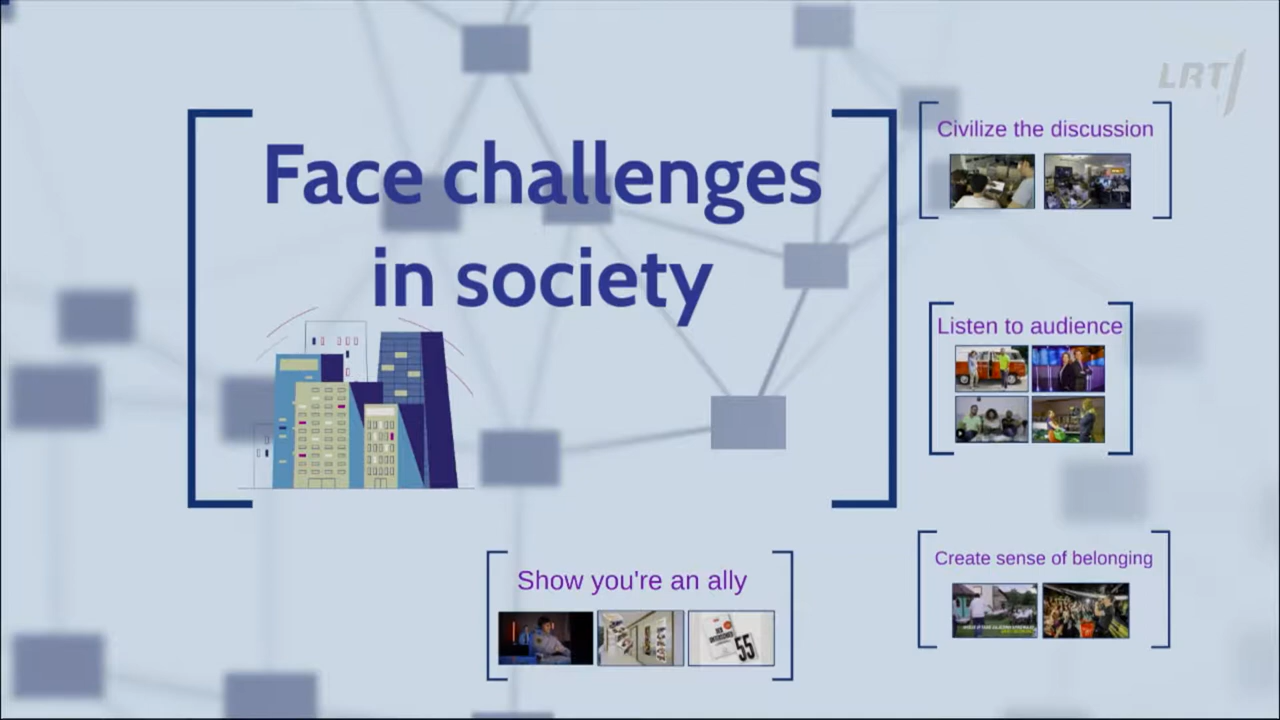 LRT
Face challenges
in society
Civilize the discussion
Listen to audience
Create sense of belonging
Show you're an ally
55